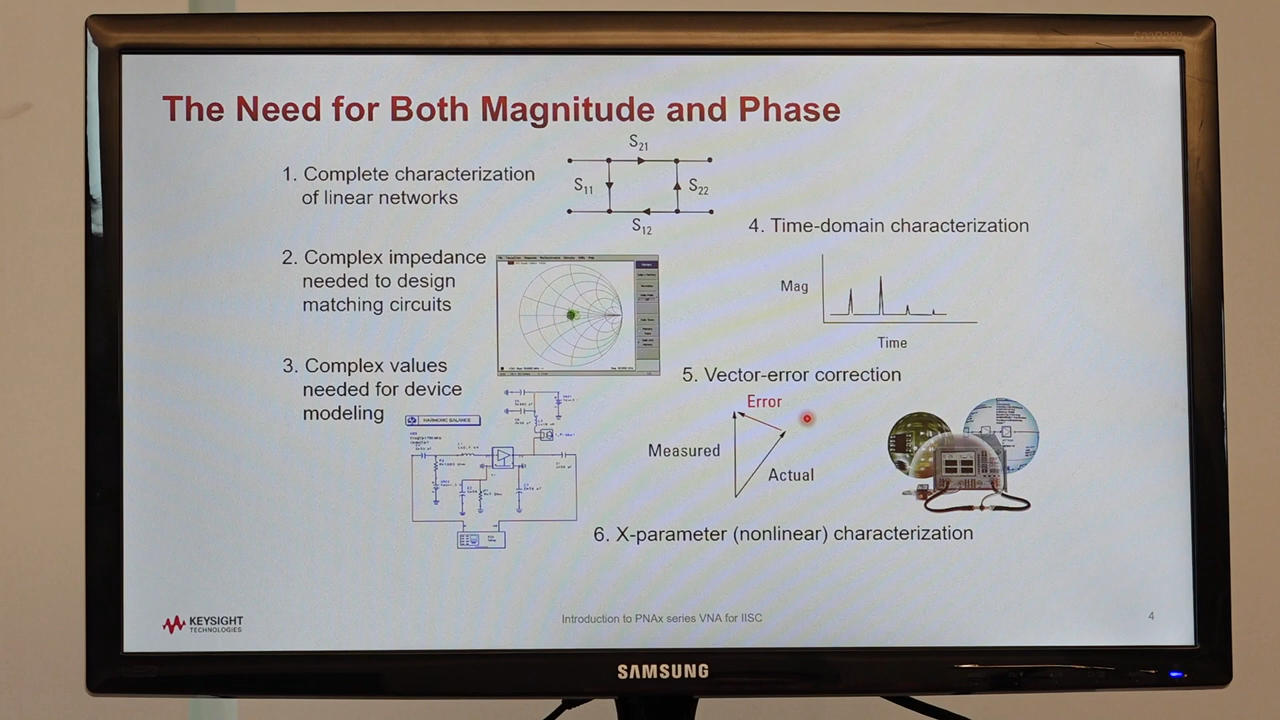 The Need for Both Magnitude and Phase
1. Complete characterization
of linear networks
S21
S11
S22
S12
2. Complex impedance
needed to design
matching circuits
3. Complex values
needed for device
modeling
HARMONIC BALANCE
4. Time-domain characterization
Mag
Time
5. Vector-error correction
Error
Measured
Actual
6. X-parameter (nonlinear) characterization
KEYSIGHT
TECHNOLOGIES
Introduction to PNAx series VNA for IISC
4
SAMSUNG